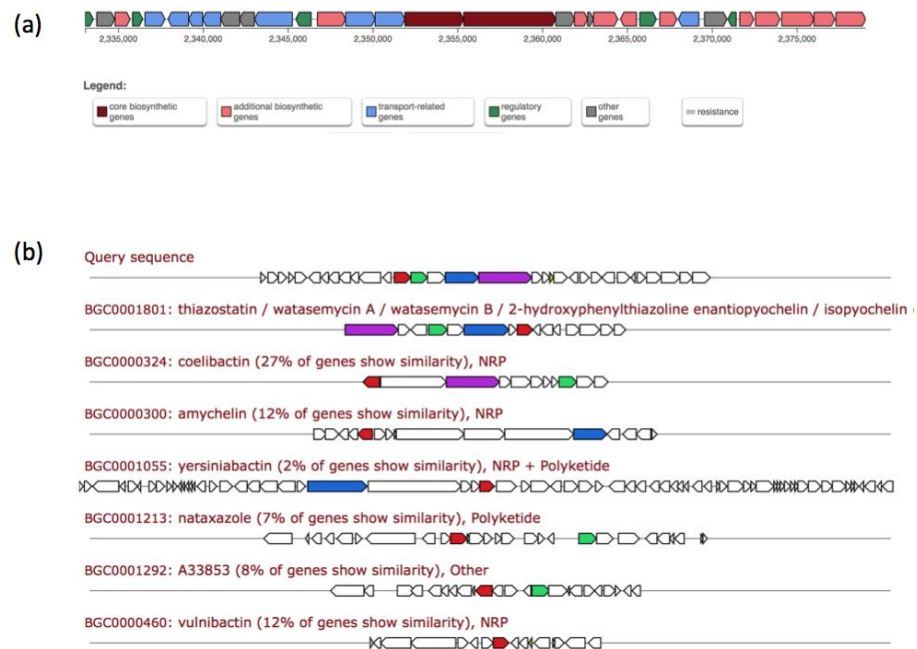 (a)
2,335,000 2,340,000 2,345,000 2,350,000 2,355,000 2,360,000 2,365,000 2,370,000 2,375,000
Legend:
core biosynthetic genes
additional biosynthetic genes
transport-related genes
regulatory genes
other genes
resistance
(b)
Query sequence
BGC0001801: thiazostatin / watasemycin A / watasemycin B / 2-hydroxyphenylthiazoline enantiopyochelin / isopyochelin
BGC0000324: coelibactin (27% of genes show similarity), NRP
BGC0000300: amychelin (12% of genes show similarity), NRP
BGC0001055: yersiniabactin (2% of genes show similarity), NRP + Polyketide
BGC0001213: nataxazole (7% of genes show similarity), Polyketide
BGC0001292: A33853 (8% of genes show similarity), Other
BGC0000460: vulnibactin (12% of genes show similarity), NRP